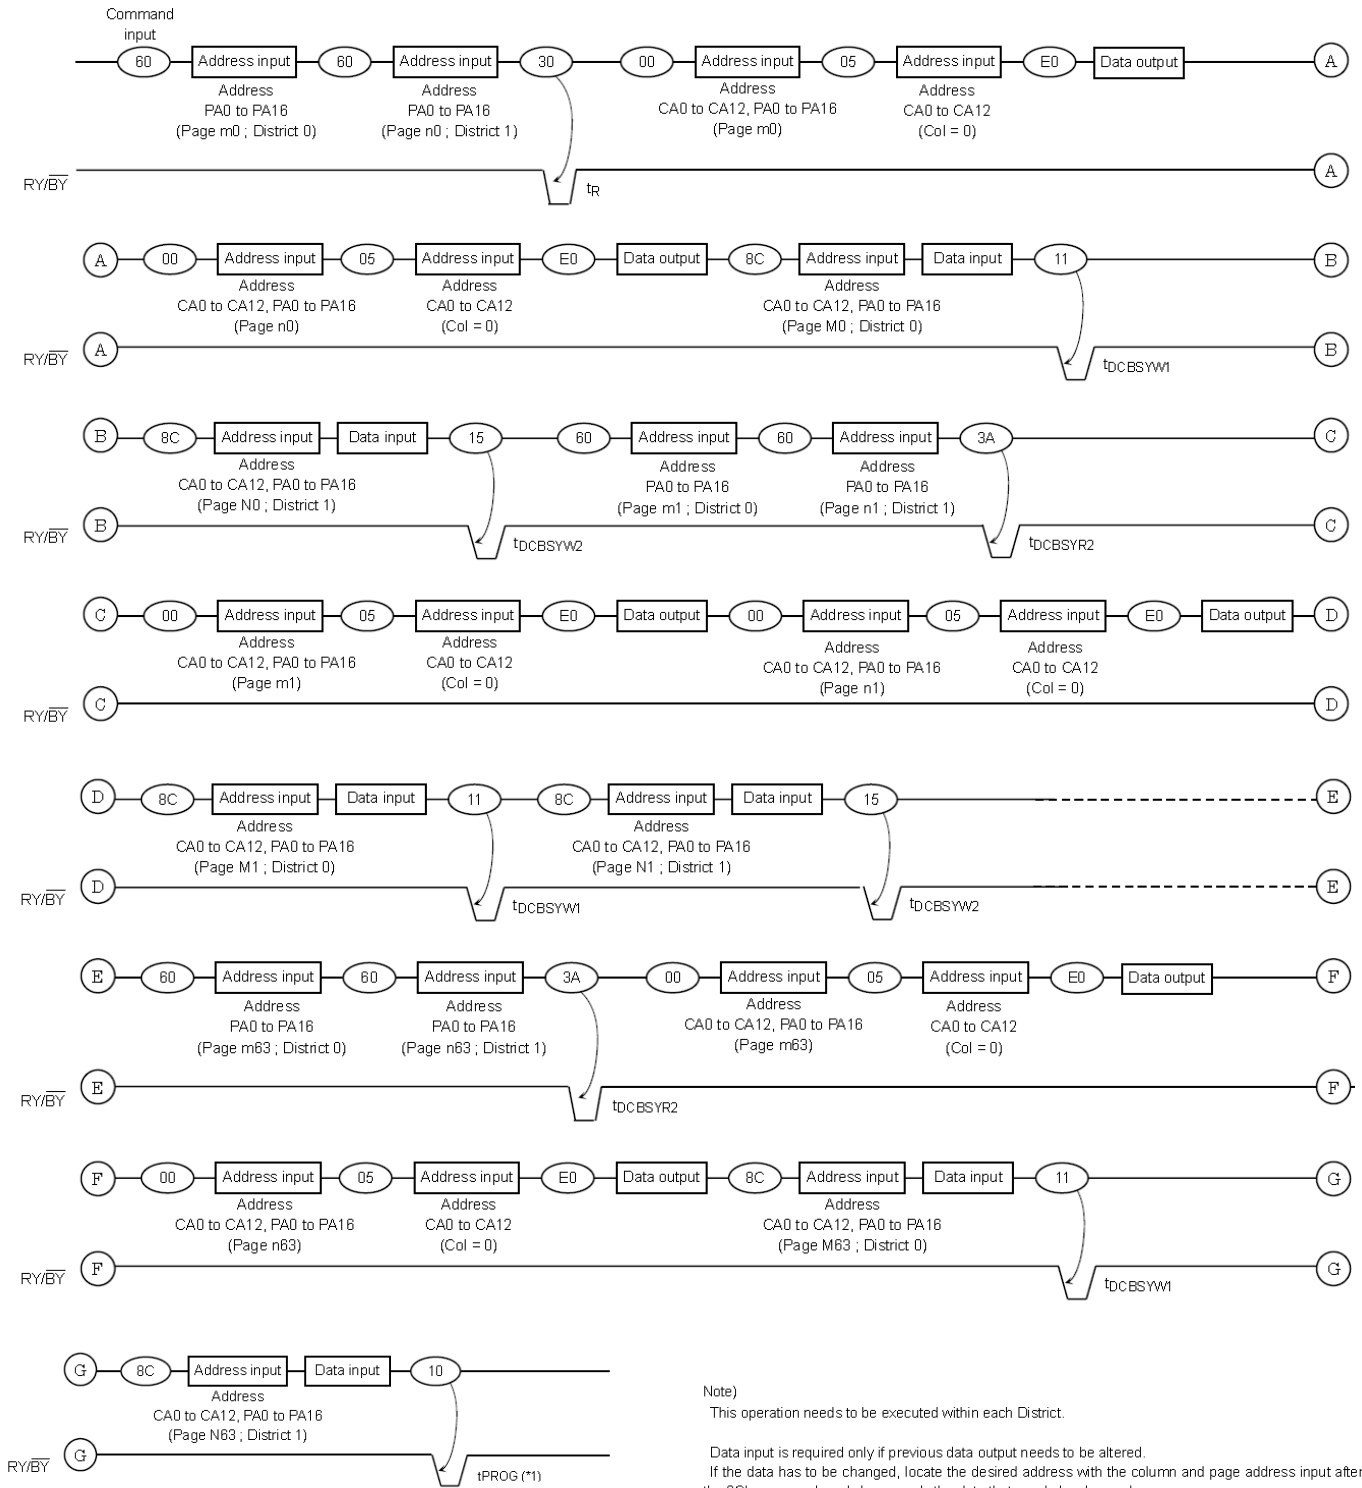 Command
input
60 Address input 60 Address input 30 00 Address input 05 Address input E0 Data output A
Address Address Address Address
PA0 to PA16 PA0 to PA16 CA0 to CA12, PA0 to PA16 CA0 to CA12
(Page m0 ; District 0) (Page n0 ; District 1) (Page m0) (Col = 0)
RY/BY tR A
A 00 Address input 05 Address input E0 Data output 8C Address input Data input 11 B
Address Address Address
CA0 to CA12, PA0 to PA16 CA0 to CA12 CA0 to CA12, PA0 to PA16
(Page n0) (Col = 0) (Page M0 ; District 0)
RY/BY A tDCBSYW1 B
B 8C Address input Data input 15 60 Address input 60 Address input 3A C
Address Address Address
CA0 to CA12, PA0 to PA16 PA0 to PA16 PA0 to PA16
(Page N0 ; District 1) (Page m1 ; District 0) (Page n1 ; District 1)
RY/BY B tDCBSYW2 tDCBSYR2 C
C 00 Address input 05 Address input E0 Data output 00 Address input 05 Address input E0 Data output D
Address Address Address Address
CA0 to CA12, PA0 to PA16 CA0 to CA12 CA0 to CA12, PA0 to PA16 CA0 to CA12
(Page m1) (Col = 0) (Page n1) (Col = 0)
RY/BY C D
D 8C Address input Data input 11 8C Address input Data input 15 E
Address Address
CA0 to CA12, PA0 to PA16 CA0 to CA12, PA0 to PA16
(Page M1 ; District 0) (Page N1 ; District 1)
RY/BY D tDCBSYW1 tDCBSYW2 E
E 60 Address input 60 Address input 3A 00 Address input 05 Address input E0 Data output F
Address Address Address Address
PA0 to PA16 PA0 to PA16 CA0 to CA12, PA0 to PA16 CA0 to CA12
(Page m63 ; District 0) (Page n63 ; District 1) (Page m63) (Col = 0)
RY/BY E tDCBSYR2 F
F 00 Address input 05 Address input E0 Data output 8C Address input Data input 11 G
Address Address Address
CA0 to CA12, PA0 to PA16 CA0 to CA12 CA0 to CA12, PA0 to PA16
(Page n63) (Col = 0) (Page M63 ; District 0)
RY/BY F tDCBSYW1 G
G 8C Address input Data input 10
Address
CA0 to CA12, PA0 to PA16
(Page N63 ; District 1)
RY/BY G tPROG (*1)
Note)
This operation needs to be executed within each District.
Data input is required only if previous data output needs to be altered.
If the data has to be changed, locate the desired address with the column and page address input after